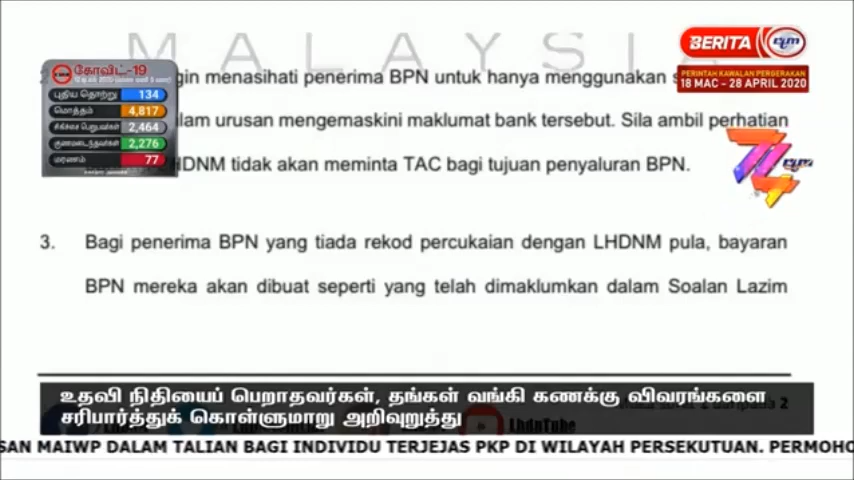 MALAYSIA
BERITA rtm
PERINTAH KAWALAN PERGERAKAN
18 MAC - 28 APRIL 2020
கோவிட்-19
புதிய தொற்று 134
மொத்தம் 4,817
சிகிச்சை பெறுபவர்கள் 2,464
குணமடைந்தவர்கள் 2,276
மரணம் 77
gin menasihati penerima BPN untuk hanya menggunakan
lam urusan mengemaskini maklumat bank tersebut. Sila ambil perhatian
HDNM tidak akan meminta TAC bagi tujuan penyaluran BPN.
74 rtm
3. Bagi penerima BPN yang tiada rekod percukaian dengan LHDNM pula, bayaran
BPN mereka akan dibuat seperti yang telah dimaklumkan dalam Soalan Lazim
உதவி நிதியைப் பெறாதவர்கள், தங்கள் வங்கி கணக்கு விவரங்களை
சரிபார்த்துக் கொள்ளுமாறு அறிவுறுத்து
LhdnTube
SAN MAIWP DALAM TALIAN BAGI INDIVIDU TERJEJAS PKP DI WILAYAH PERSEKUTUAN. PERMOHO